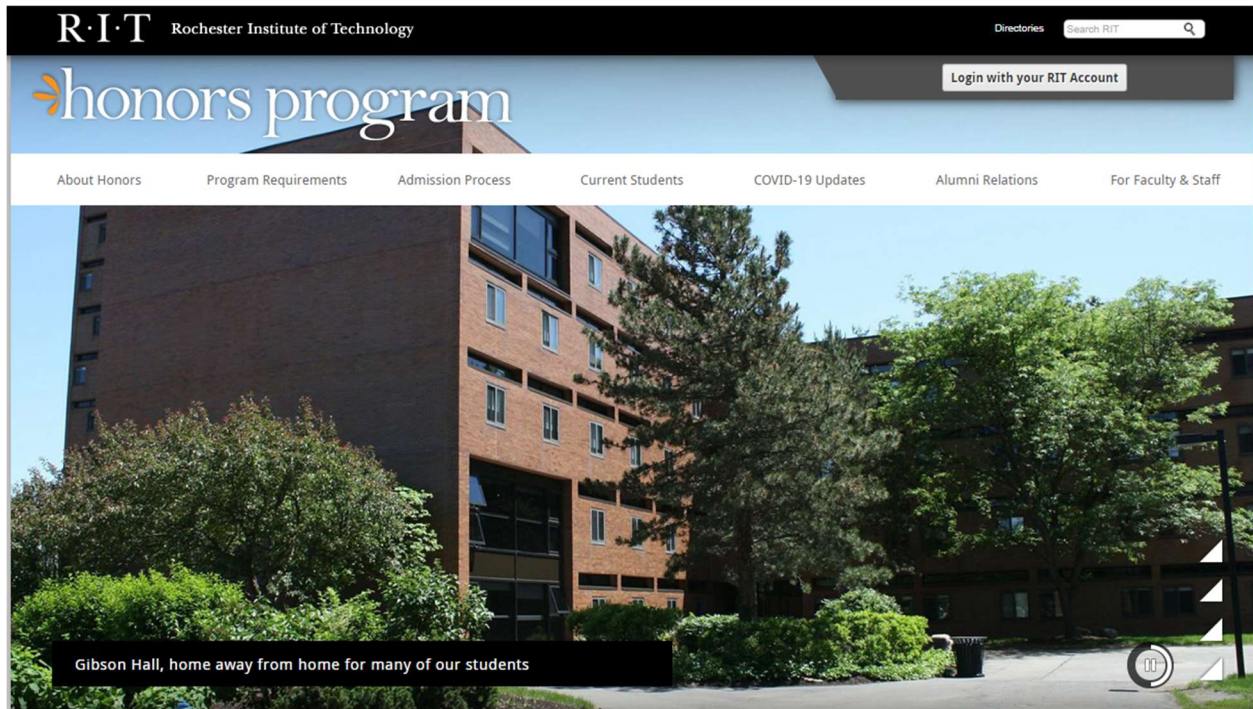 R·I·T Rochester Institute of Technology
Directories
Search RIT
honors program
Login with your RIT Account
About Honors Program Requirements Admission Process Current Students COVID-19 Updates Alumni Relations For Faculty & Staff
Gibson Hall, home away from home for many of our students